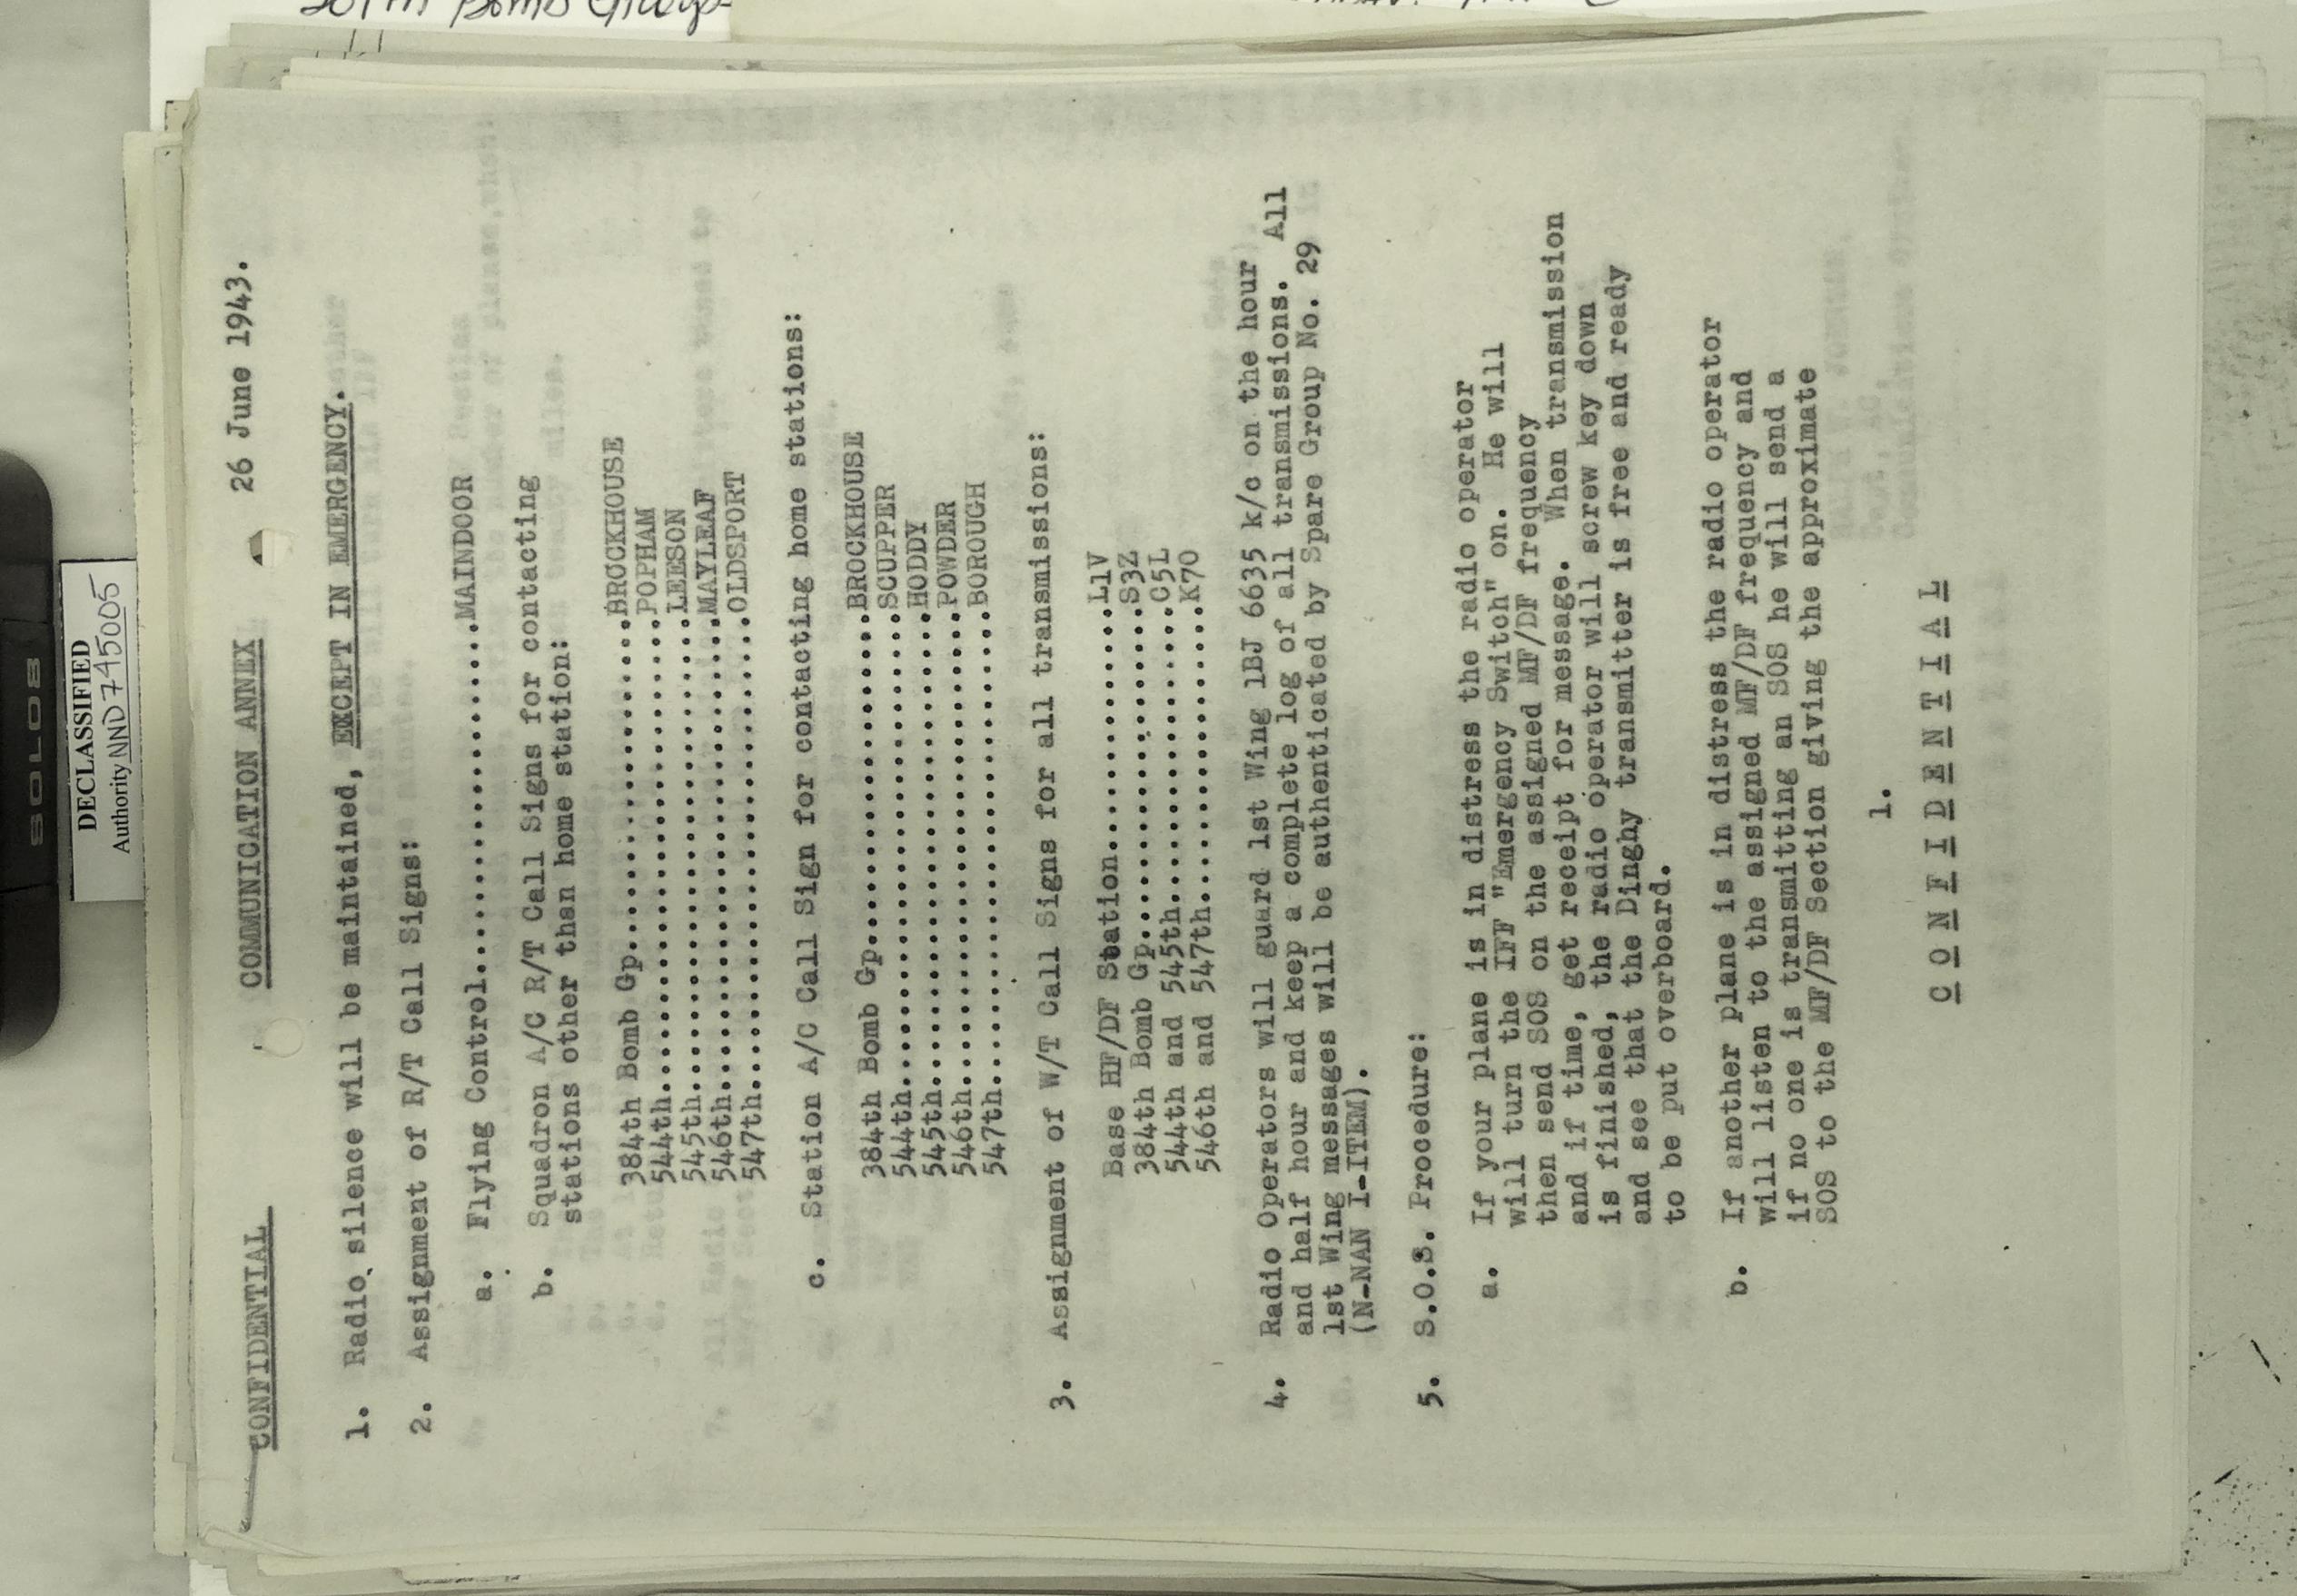 SOLO8
DECLASSIFIED
Authority NND 745005
CONFIDENTIAL COMMUNICATION ANNEX 26 June 1943.
1. Radio silence will be maintained, EXCEPT IN EMERGENCY.
2. Assignment of R/T Call Signs:
a. Flying Control.......................MAINDOOR
b. Squadron A/C R/T Call Signs for contacting
stations other than home station:
384th Bomb Gp.......................BROCKHOUSE
544th...............................POPHAM
545th...............................LEESON
546th...............................MAYLEAF
547th...............................OLDSPORT
c. Station A/C Call Sign for contacting home stations:
384th Bomb Gp.......................BROCKHOUSE
544th...............................SCUPPER
545th...............................HODDY
546th...............................POWDER
547th...............................BOROUGH
3. Assignment of W/T Call Signs for all transmissions:
Base HF/DF Station..................L1V
384th Bomb Gp.......................S3Z
544th and 545th.....................C5L
546th and 547th.....................K70
4. Radio Operators will guard 1st Wing 1BJ 6635 k/c on the hour
and half hour and keep a complete log of all transmissions. All
1st Wing messages will be authenticated by Spare Group No. 29
(N-NAN I-ITEM).
5. S.O.S. Procedure:
a. If your plane is in distress the radio operator
will turn the IFF "Emergency Switch" on. He will
then send SOS on the assigned MF/DF frequency
and if time, get receipt for message. When transmission
is finished, the radio operator will screw key down
and see that the Dinghy transmitter is free and ready
to be put overboard.
b. If another plane is in distress the radio operator
will listen to the assigned MF/DF frequency and
if no one is transmitting an SOS he will send a
SOS to the MF/DF Section giving the approximate
1.
C O N F I D E N T I A L